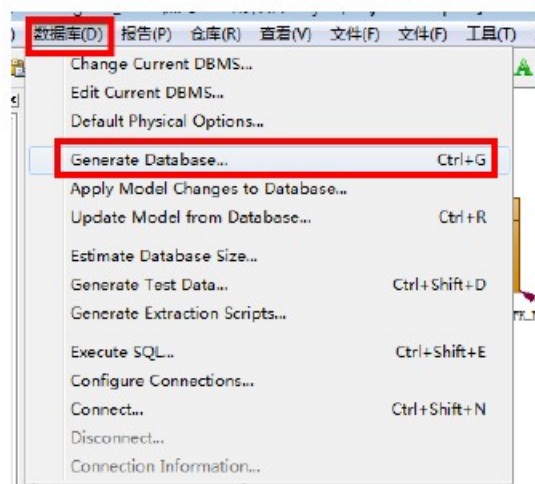 数据库(D) 报告(P) 仓库(R) 查看(V) 文件(F) 文件(F) 工具(T)
Change Current DBMS...
Edit Current DBMS...
Default Physical Options...
Generate Database... Ctrl+G
Apply Model Changes to Database...
Update Model from Database... Ctrl+R
Estimate Database Size...
Generate Test Data... Ctrl+Shift+D
Generate Extraction Scripts...
Execute SQL... Ctrl+Shift+E
Configure Connections...
Connect... Ctrl+Shift+N
Disconnect...
Connection Information...